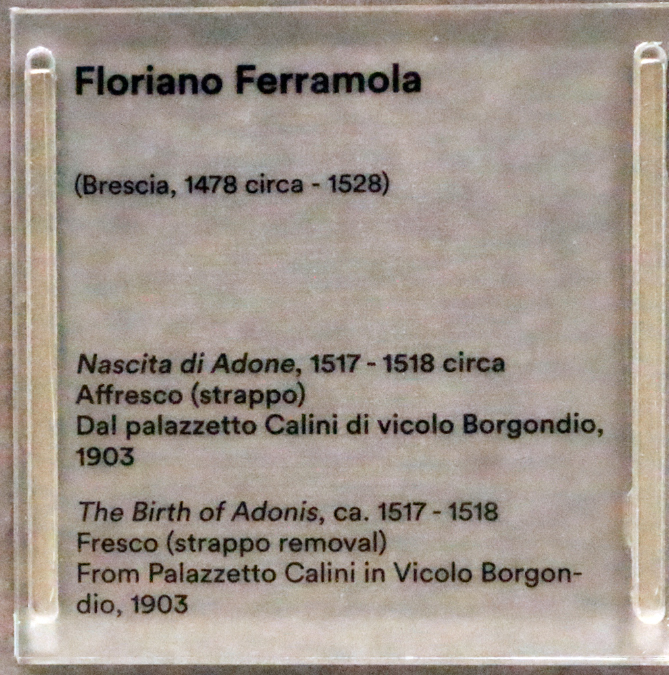 Floriano Ferramola
(Brescia, 1478 circa - 1528)
Nascita di Adone, 1517 - 1518 circa
Affresco (strappo)
Dal palazzetto Calini di vicolo Borgondio,
1903
The Birth of Adonis, ca. 1517 - 1518
Fresco (strappo removal)
From Palazzetto Calini in Vicolo Borgon-
dio, 1903